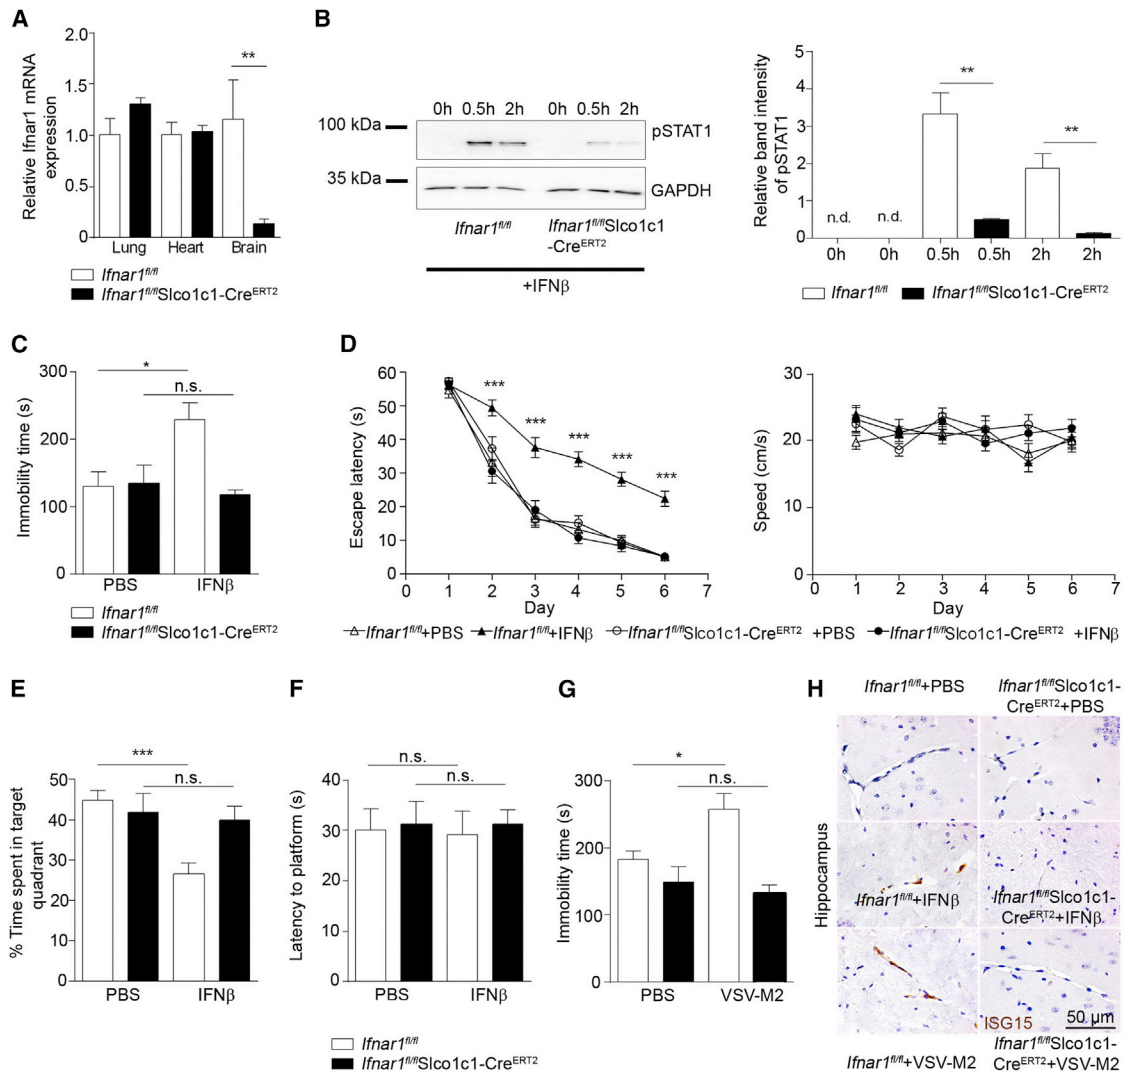 A
Relative Ifnar1 mRNA
expression
2.0
1.5
1.0
0.5
0
**
Lung Heart Brain
Ifnar1fl/fl
Ifnar1fl/flSlco1c1-CreERT2
B
0h 0.5h 2h 0h 0.5h 2h
100 kDa
pSTAT1
35 kDa
GAPDH
Ifnar1fl/fl
Ifnar1fl/flSlco1c1
-CreERT2
+IFNβ
Relative band intensity
of pSTAT1
5
4
3
2
1
0
n.d. n.d.
**
**
0h 0h 0.5h 0.5h 2h 2h
Ifnar1fl/fl Ifnar1fl/flSlco1c1-CreERT2
C
Immobility time (s)
300
200
100
0
*
n.s.
PBS IFNβ
Ifnar1fl/fl
Ifnar1fl/flSlco1c1-CreERT2
D
Escape latency (s)
60
50
40
30
20
10
0
*** *** *** *** ***
0 1 2 3 4 5 6 7
Day
Speed (cm/s)
30
20
10
0
0 1 2 3 4 5 6 7
Day
Ifnar1fl/fl+PBS Ifnar1fl/fl+IFNβ Ifnar1fl/flSlco1c1-CreERT2 +PBS Ifnar1fl/flSlco1c1-CreERT2 +IFNβ
E
% Time spent in target
quadrant
50
40
30
20
10
0
***
n.s.
PBS IFNβ
F
Latency to platform (s)
40
30
20
10
0
n.s.
n.s.
PBS IFNβ
Ifnar1fl/fl
Ifnar1fl/flSlco1c1-CreERT2
G
Immobility time (s)
300
200
100
0
*
n.s.
PBS VSV-M2
H
Ifnar1fl/fl+PBS
Ifnar1fl/flSlco1c1-
CreERT2+PBS
Hippocampus
Ifnar1fl/fl+IFNβ
Ifnar1fl/flSlco1c1-
CreERT2+IFNβ
ISG15
50 µm
Ifnar1fl/fl+VSV-M2
Ifnar1fl/flSlco1c1-
CreERT2+VSV-M2